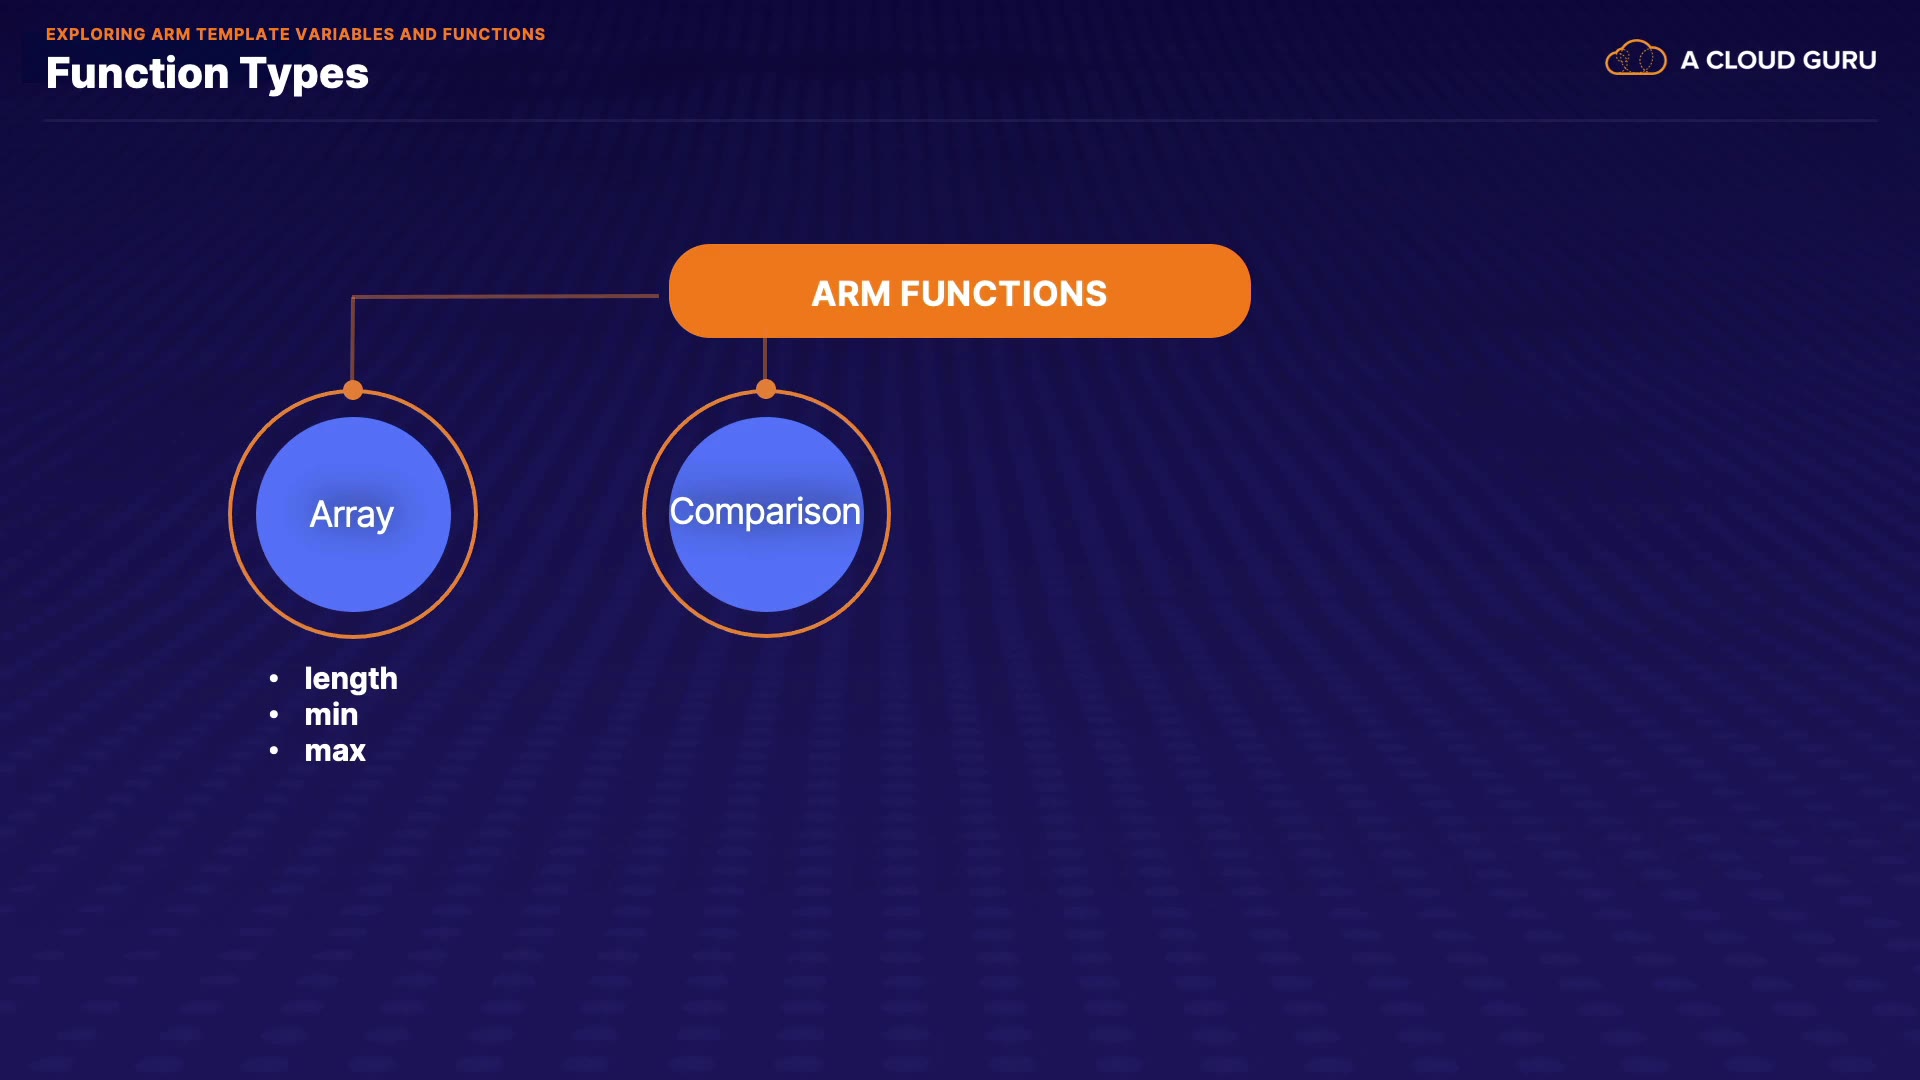 EXPLORING ARM TEMPLATE VARIABLES AND FUNCTIONS
Function Types
A CLOUD GURU
ARM FUNCTIONS
Array
Comparison
• length
• min
• max